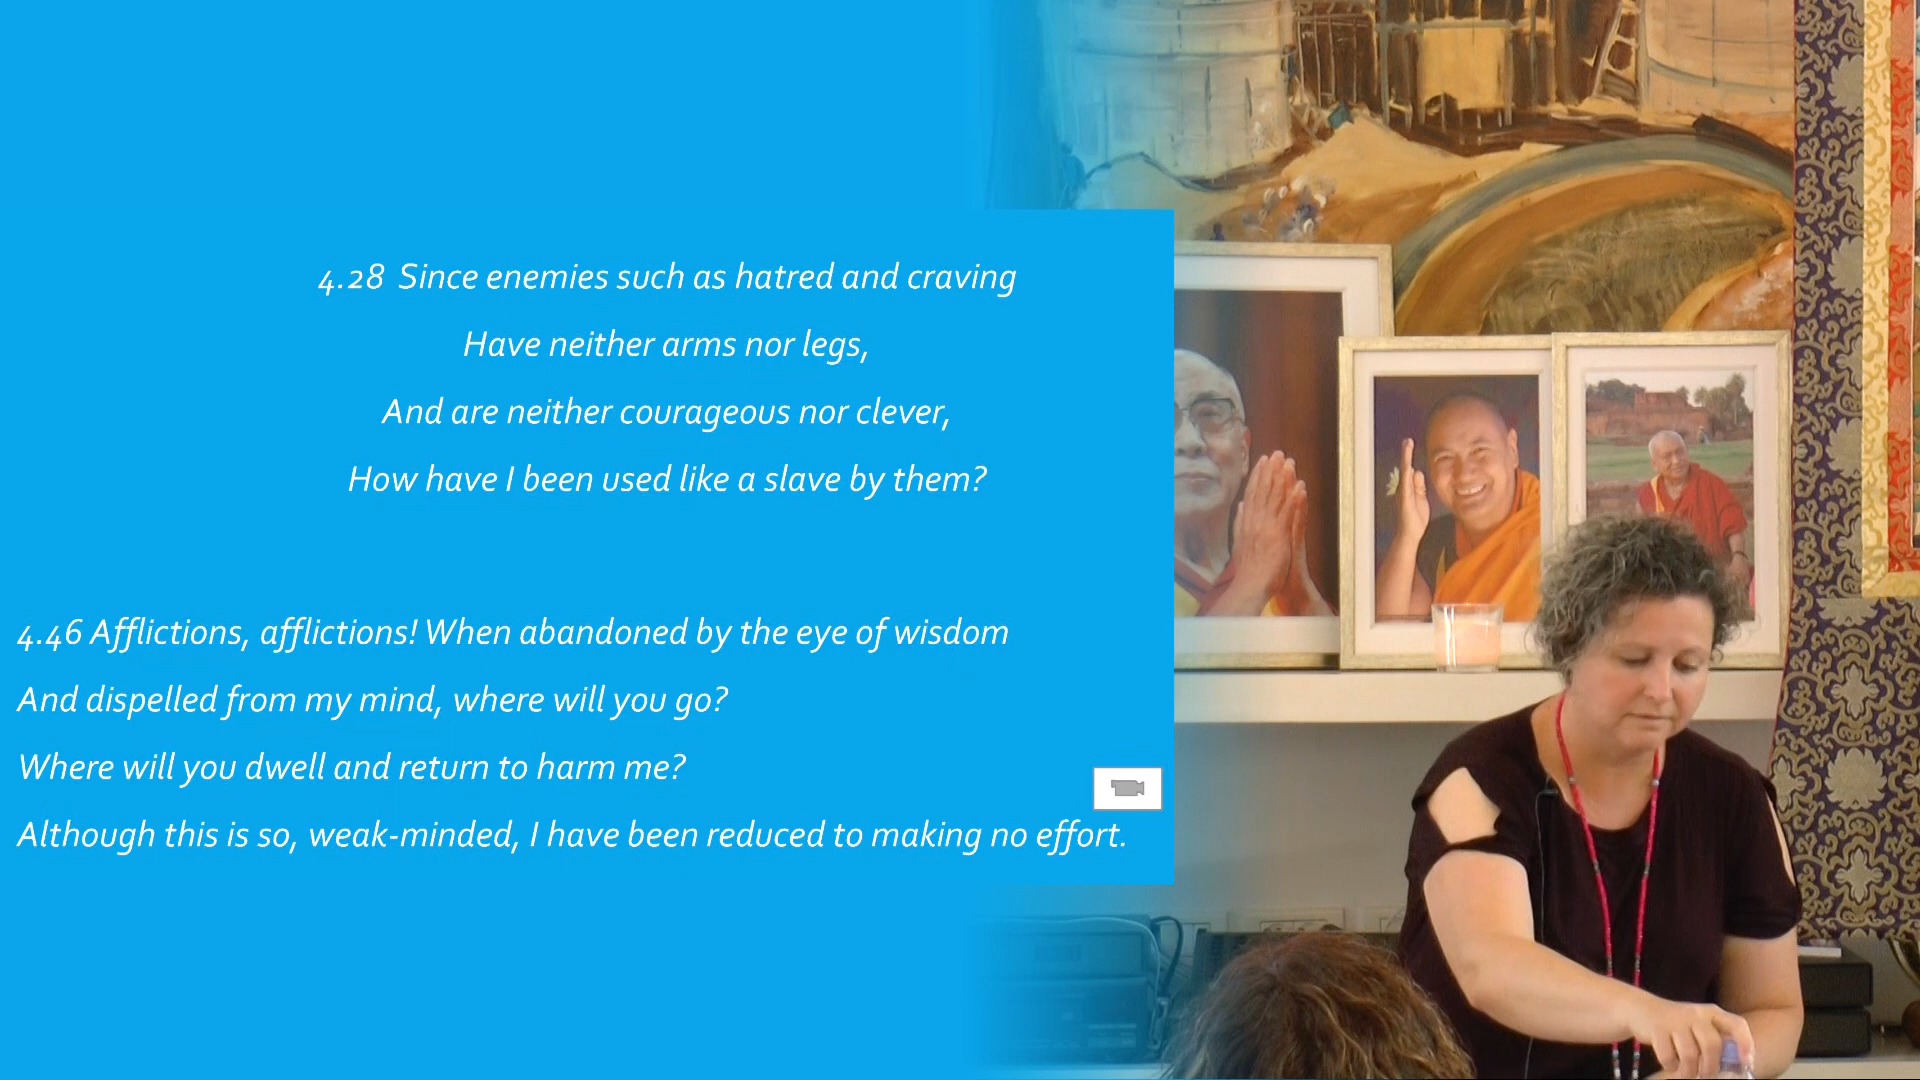 4.28 Since enemies such as hatred and craving
Have neither arms nor legs,
And are neither courageous nor clever,
How have I been used like a slave by them?
4.46 Afflictions, afflictions! When abandoned by the eye of wisdom
And dispelled from my mind, where will you go?
Where will you dwell and return to harm me?
Although this is so, weak-minded, I have been reduced to making no effort.